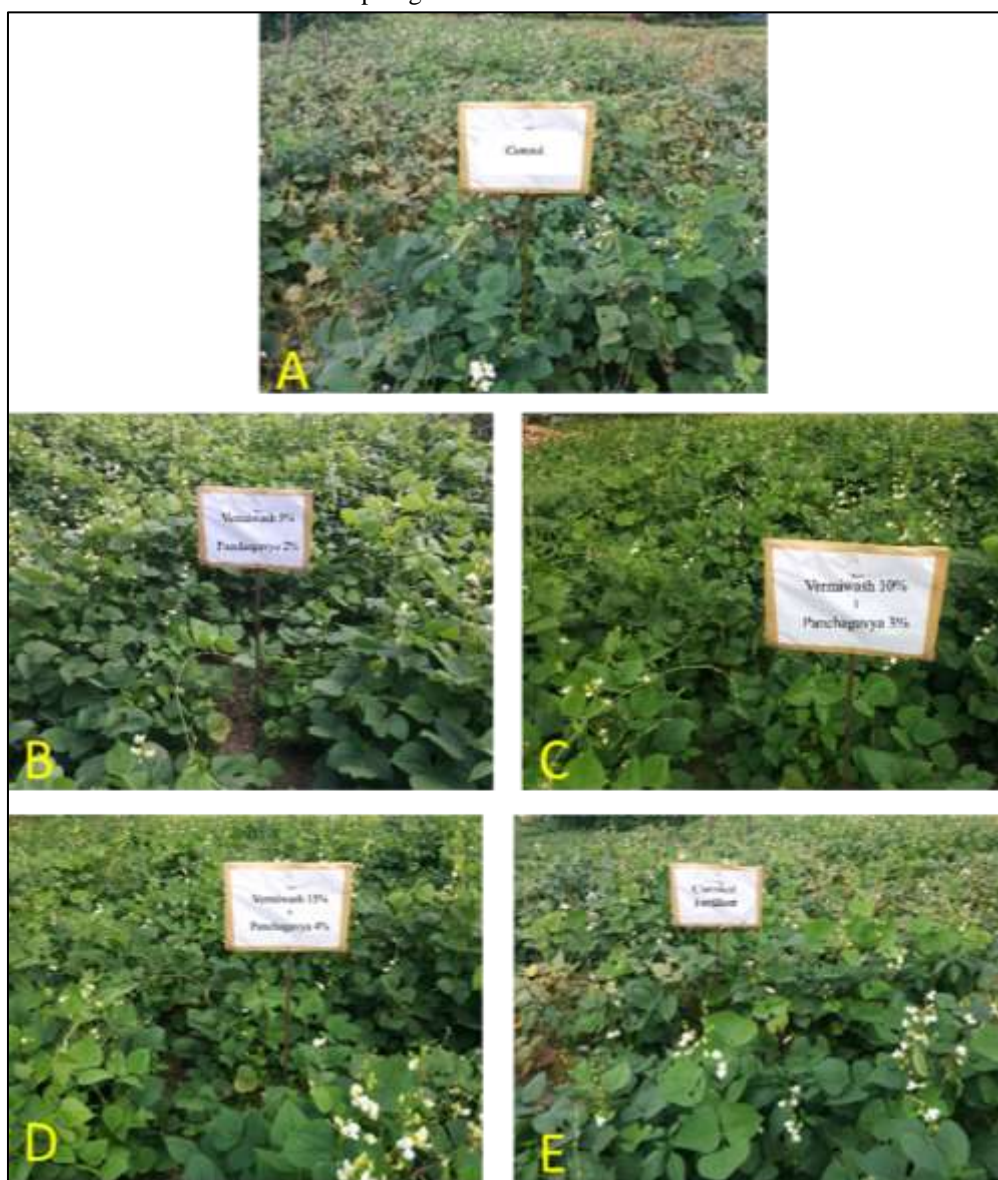 Control
A
Vermiwash 5%
Panchagavya 2%
B
Vermiwash 10%
+
Panchagavya 3%
C
Vermiwash 15%
+
Panchagavya 4%
D
Chemical
Fertilizer
E